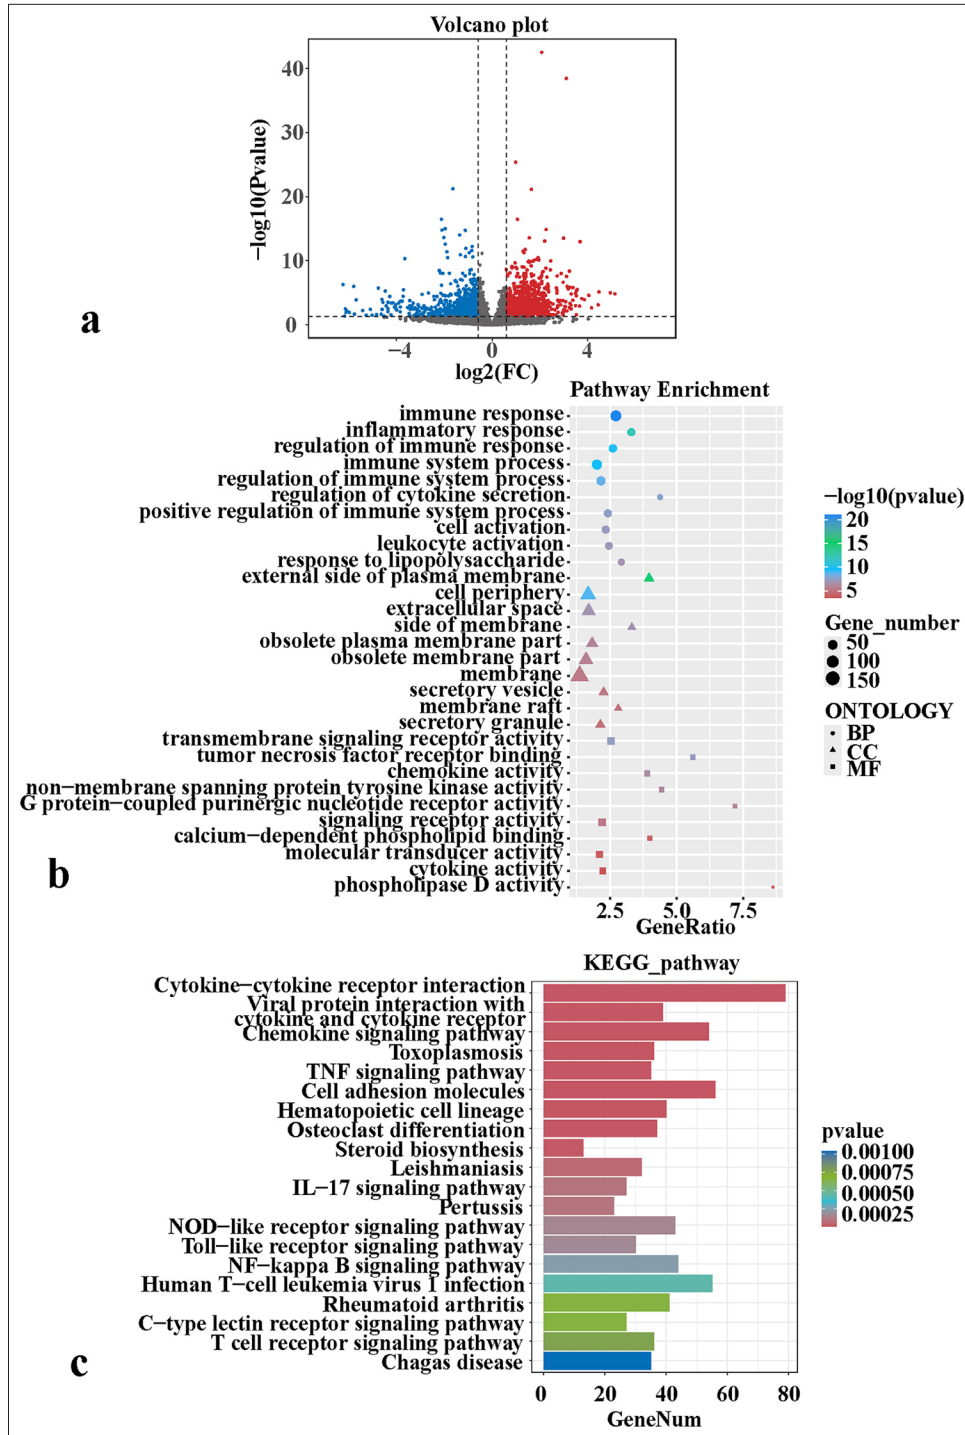 Volcano plot
−log10(Pvalue)
40
30
20
10
0
−4 0 4
log2(FC)
a
Pathway Enrichment
immune response
inflammatory response
regulation of immune response
immune system process
regulation of immune system process
regulation of cytokine secretion
positive regulation of immune system process
cell activation
leukocyte activation
response to lipopolysaccharide
external side of plasma membrane
cell periphery
extracellular space
side of membrane
obsolete plasma membrane part
obsolete membrane part
membrane
secretory vesicle
membrane raft
secretory granule
transmembrane signaling receptor activity
tumor necrosis factor receptor binding
chemokine activity
non−membrane spanning protein tyrosine kinase activity
G protein−coupled purinergic nucleotide receptor activity
signaling receptor activity
calcium−dependent phospholipid binding
molecular transducer activity
cytokine activity
phospholipase D activity
2.5 5.0 7.5
GeneRatio
−log10(pvalue)
20
15
10
5
Gene_number
50
100
150
ONTOLOGY
BP
CC
MF
b
KEGG_pathway
Cytokine−cytokine receptor interaction
Viral protein interaction with
cytokine and cytokine receptor
Chemokine signaling pathway
Toxoplasmosis
TNF signaling pathway
Cell adhesion molecules
Hematopoietic cell lineage
Osteoclast differentiation
Steroid biosynthesis
Leishmaniasis
IL−17 signaling pathway
Pertussis
NOD−like receptor signaling pathway
Toll−like receptor signaling pathway
NF−kappa B signaling pathway
Human T−cell leukemia virus 1 infection
Rheumatoid arthritis
C−type lectin receptor signaling pathway
T cell receptor signaling pathway
Chagas disease
0 20 40 60 80
GeneNum
pvalue
0.00100
0.00075
0.00050
0.00025
c